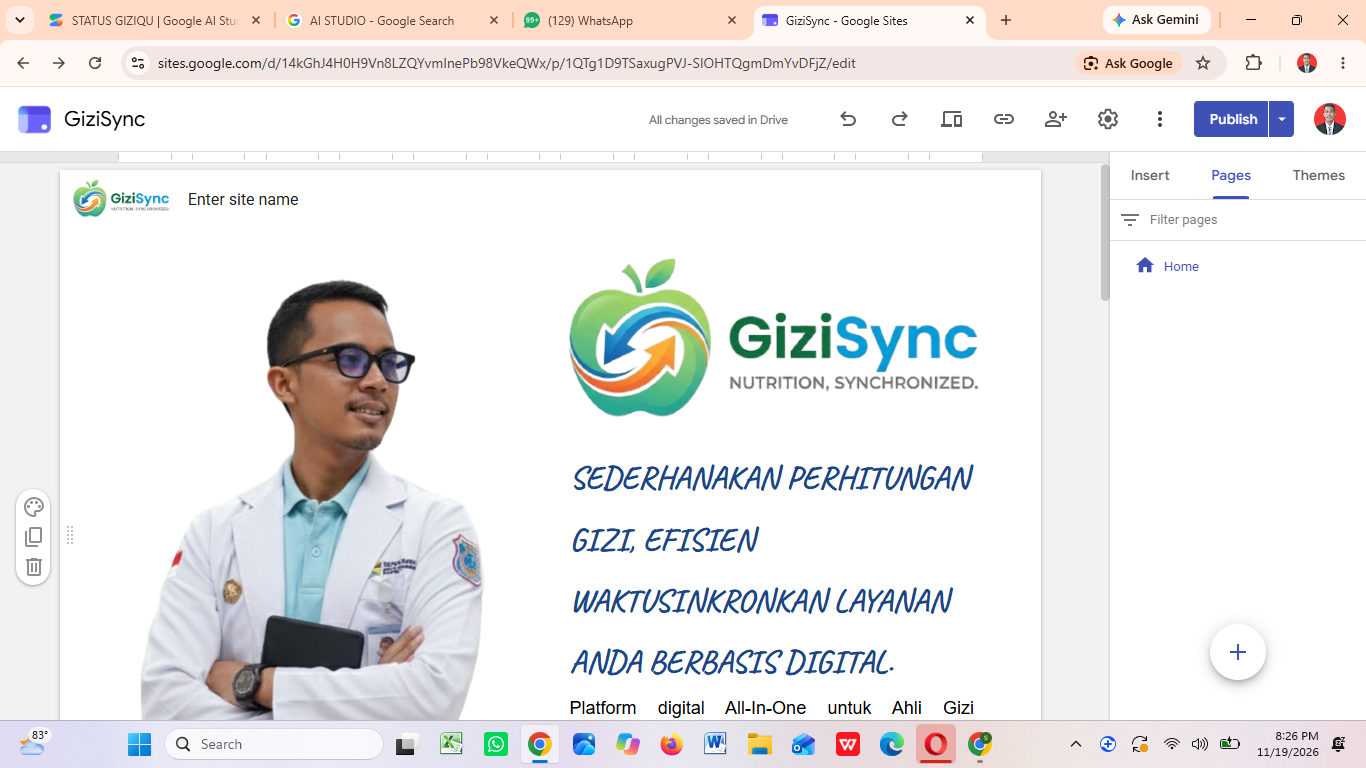 STATUS GIZIQU | Google AI Stu
AI STUDIO - Google Search
99+
(129) WhatsApp
GiziSync - Google Sites
Ask Gemini
sites.google.com/d/14kGhJ4H0H9Vn8LZQYvmInePb98VkeQWx/p/1QTg1D9TSaxugPVJ-SIOHTQgmDmYvDFjZ/edit
Ask Google
GiziSync
All changes saved in Drive
Publish
Insert
Pages
Themes
Filter pages
Home
GiziSync
NUTRITION, SYNCHRONIZED.
Enter site name
GiziSync
NUTRITION, SYNCHRONIZED.
SEDERHANAKAN PERHITUNGAN
GIZI, EFISIEN
WAKTUSINKRONKAN LAYANAN
ANDA BERBASIS DIGITAL.
Platform digital All-In-One untuk Ahli Gizi
83°
Search
8:26 PM
11/19/2026